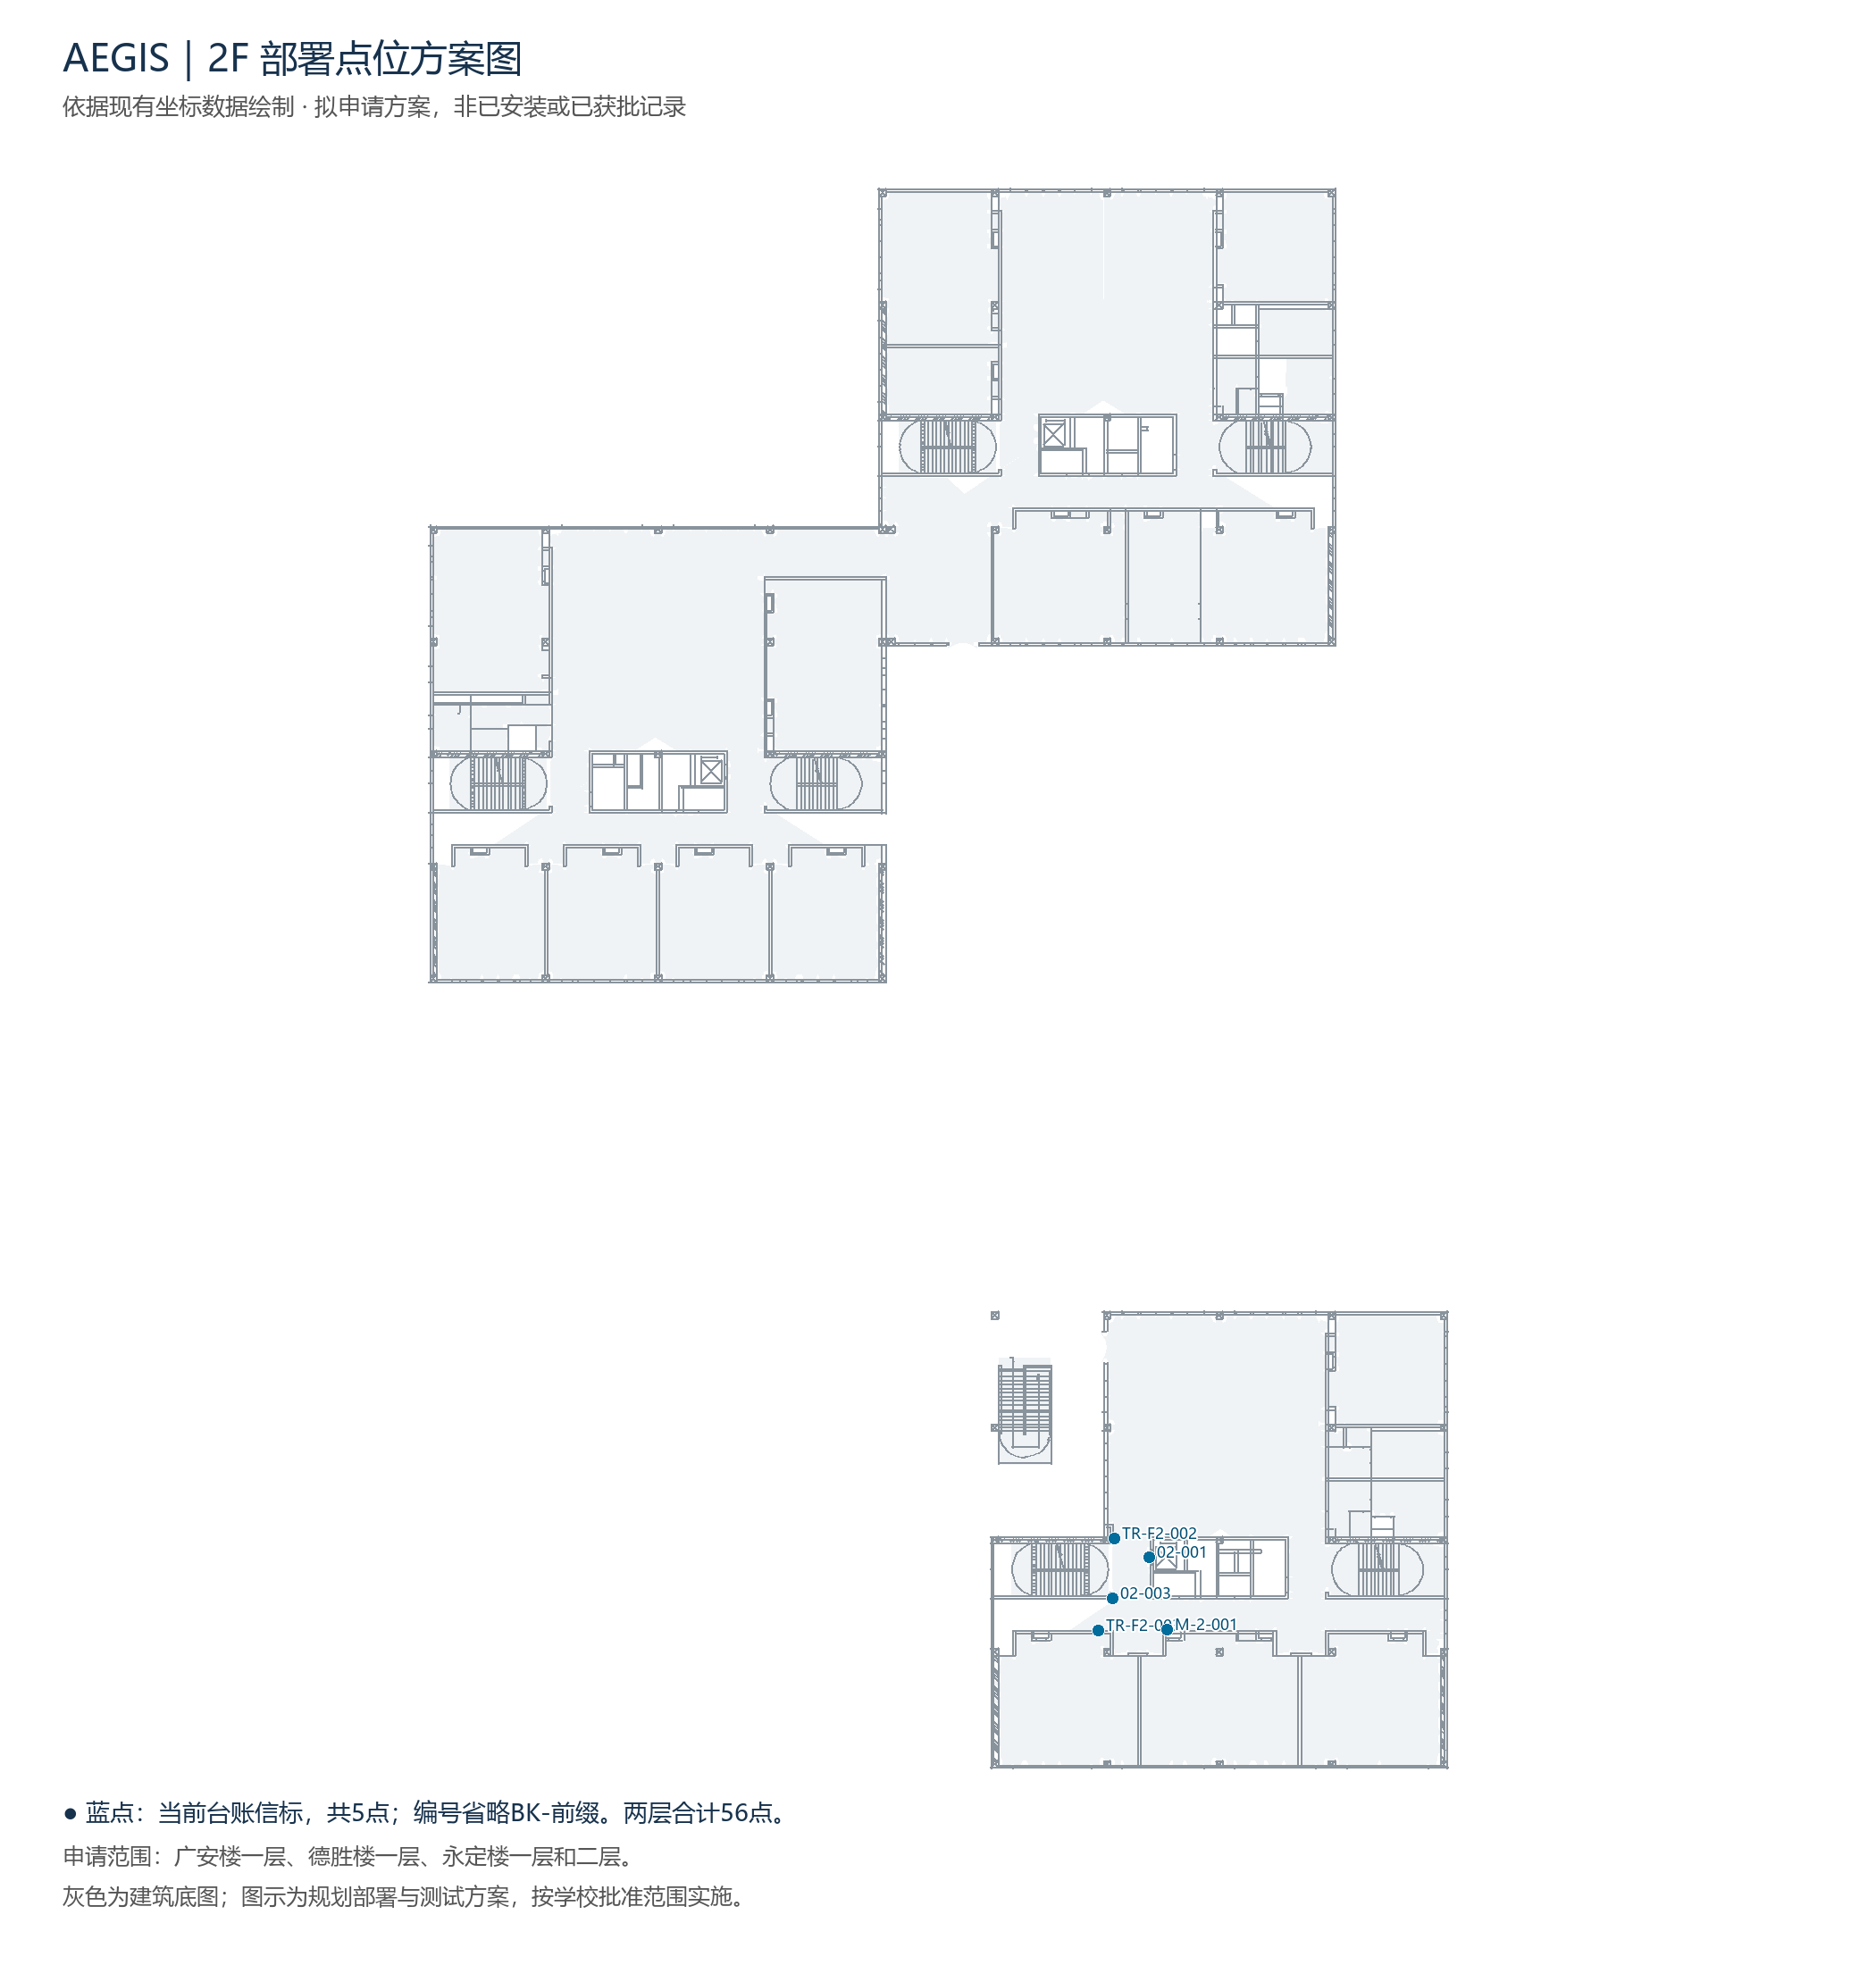 AEGIS｜2F 部署点位方案图
依据现有坐标数据绘制 · 拟申请方案，非已安装或已获批记录
TR-F2-002
02-001
02-003
TR-F2-00
M-2-001
● 蓝点：当前台账信标，共5点；编号省略BK-前缀。两层合计56点。
申请范围：广安楼一层、德胜楼一层、永定楼一层和二层。
灰色为建筑底图；图示为规划部署与测试方案，按学校批准范围实施。